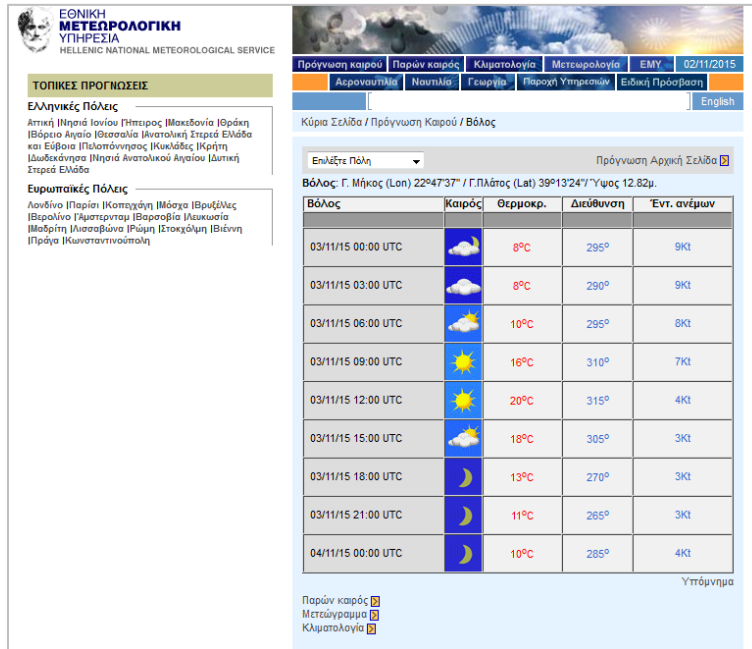 ΕΘΝΙΚΗ
ΜΕΤΕΩΡΟΛΟΓΙΚΗ
ΥΠΗΡΕΣΙΑ
HELLENIC NATIONAL METEOROLOGICAL SERVICE
Πρόγνωση καιρού Παρών καιρός Κλιματολογία Μετεωρολογία ΕΜΥ 02/11/2015
Αεροναυτιλία Ναυτιλία Γεωργία Παροχή Υπηρεσιών Ειδική Πρόσβαση
English
ΤΟΠΙΚΕΣ ΠΡΟΓΝΩΣΕΙΣ
Ελληνικές Πόλεις
Αττική |Νησιά Ιονίου |Ήπειρος |Μακεδονία |Θράκη
|Βόρειο Αιγαίο |Θεσσαλία |Ανατολική Στερεά Ελλάδα
και Εύβοια |Πελοπόννησος |Κυκλάδες |Κρήτη
|Δωδεκάνησα |Νησιά Ανατολικού Αιγαίου |Δυτική
Στερεά Ελλάδα
Ευρωπαϊκές Πόλεις
Λονδίνο |Παρίσι |Κοπεγχάγη |Μόσχα |Βρυξέλλες
|Βερολίνο |Άμστερνταμ |Βαρσοβία |Λευκωσία
|Μαδρίτη |Λισσαβώνα |Ρώμη |Στοκχόλμη |Βιέννη
|Πράγα |Κωνσταντινούπολη
Κύρια Σελίδα / Πρόγνωση Καιρού / Βόλος
Επιλέξτε Πόλη Πρόγνωση Αρχική Σελίδα
Βόλος: Γ. Μήκος (Lon) 22º47'37" / Γ.Πλάτος (Lat) 39º13'24"/ Ύψος 12.82μ.
Βόλος Καιρός Θερμοκρ. Διεύθυνση Έντ. ανέμων
03/11/15 00:00 UTC 8ºC 295º 9Kt
03/11/15 03:00 UTC 8ºC 290º 9Kt
03/11/15 06:00 UTC 10ºC 295º 8Kt
03/11/15 09:00 UTC 16ºC 310º 7Kt
03/11/15 12:00 UTC 20ºC 315º 4Kt
03/11/15 15:00 UTC 18ºC 305º 3Kt
03/11/15 18:00 UTC 13ºC 270º 3Kt
03/11/15 21:00 UTC 11ºC 265º 3Kt
04/11/15 00:00 UTC 10ºC 285º 4Kt
Υπόμνημα
Παρών καιρός
Μετεώγραμμα
Κλιματολογία